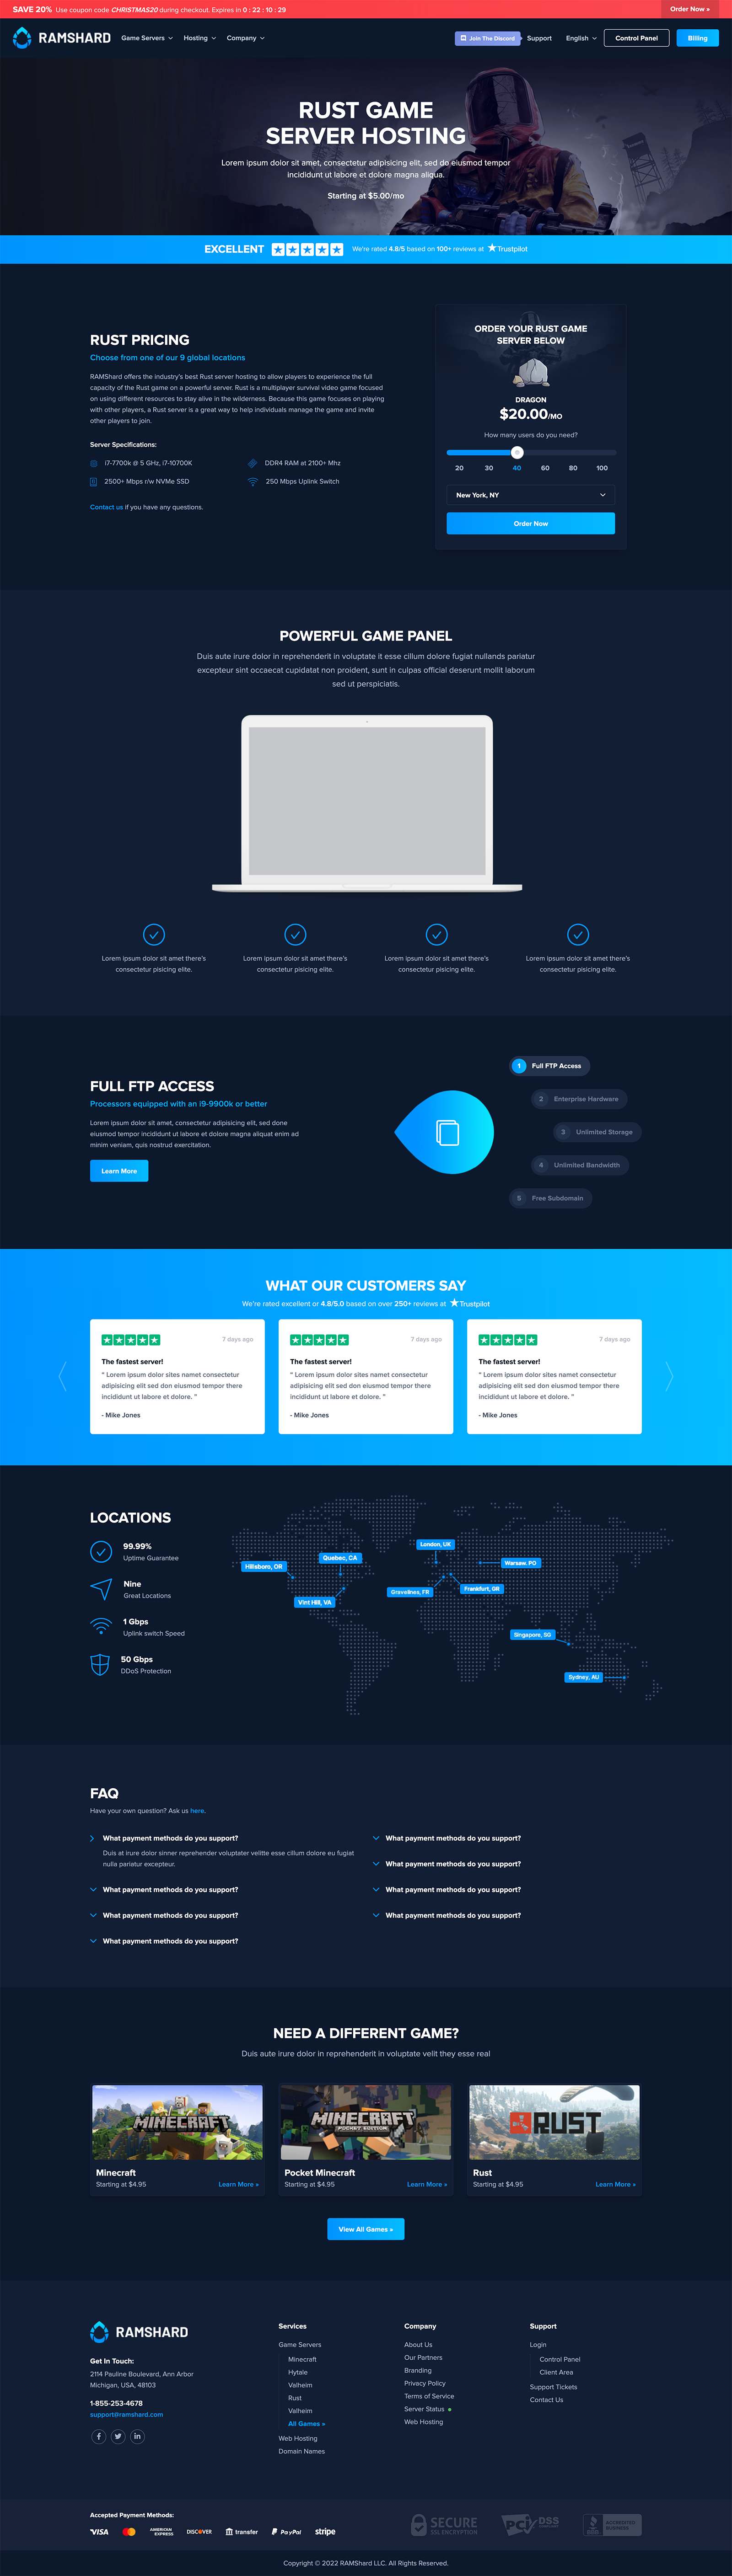 SAVE 20% Use coupon code CHRISTMAS20 during checkout. Expires in 0 : 22 : 10 : 29
Order Now »
RAMSHARD
Game Servers
Hosting
Company
Join The Discord
Support
English
Control Panel
Billing
RUST GAME
SERVER HOSTING
Lorem ipsum dolor sit amet, consectetur adipisicing elit, sed do eiusmod tempor
incididunt ut labore et dolore magna aliqua.
Starting at $5.00/mo
EXCELLENT
We're rated 4.8/5 based on 100+ reviews at Trustpilot
RUST PRICING
Choose from one of our 9 global locations
RAMShard offers the industry's best Rust server hosting to allow players to experience the full
capacity of the Rust game on a powerful server. Rust is a multiplayer survival video game focused
on using different resources to stay alive in the wilderness. Because this game focuses on playing
with other players, a Rust server is a great way to help individuals manage the game and invite
other players to join.
Server Specifications:
i7-7700k @ 5 GHz, i7-10700K
DDR4 RAM at 2100+ Mhz
2500+ Mbps r/w NVMe SSD
250 Mbps Uplink Switch
Contact us if you have any questions.
ORDER YOUR RUST GAME
SERVER BELOW
DRAGON
$20.00/MO
How many users do you need?
20 30 40 60 80 100
New York, NY
Order Now
POWERFUL GAME PANEL
Duis aute irure dolor in reprehenderit in voluptate it esse cillum dolore fugiat nullands pariatur
excepteur sint occaecat cupidatat non proident, sunt in culpas official deserunt mollit laborum
sed ut perspiciatis.
Lorem ipsum dolor sit amet there's
consectetur pisicing elite.
Lorem ipsum dolor sit amet there's
consectetur pisicing elite.
Lorem ipsum dolor sit amet there's
consectetur pisicing elite.
Lorem ipsum dolor sit amet there's
consectetur pisicing elite.
FULL FTP ACCESS
Processors equipped with an i9-9900k or better
Lorem ipsum dolor sit amet, consectetur adipisicing elit, sed done
eiusmod tempor incididunt ut labore et dolore magna aliquat enim ad
minim veniam, quis nostrud exercitation.
Learn More
1 Full FTP Access
2 Enterprise Hardware
3 Unlimited Storage
4 Unlimited Bandwidth
5 Free Subdomain
WHAT OUR CUSTOMERS SAY
We're rated excellent or 4.8/5.0 based on over 250+ reviews at Trustpilot
7 days ago
The fastest server!
" Lorem ipsum dolor sites namet consectetur
adipisicing elit sed don eiusmod tempor there
incididunt ut labore et dolore. "
- Mike Jones
7 days ago
The fastest server!
" Lorem ipsum dolor sites namet consectetur
adipisicing elit sed don eiusmod tempor there
incididunt ut labore et dolore. "
- Mike Jones
7 days ago
The fastest server!
" Lorem ipsum dolor sites namet consectetur
adipisicing elit sed don eiusmod tempor there
incididunt ut labore et dolore. "
- Mike Jones
LOCATIONS
99.99%
Uptime Guarantee
Nine
Great Locations
1 Gbps
Uplink switch Speed
50 Gbps
DDoS Protection
Hillsboro, OR
Quebec, CA
Vint Hill, VA
London, UK
Warsaw. PO
Gravelines, FR
Frankfurt, GR
Singapore, SG
Sydney, AU
FAQ
Have your own question? Ask us here.
What payment methods do you support?
Duis at irure dolor sinner reprehender voluptater velitte esse cillum dolore eu fugiat
nulla pariatur excepteur.
What payment methods do you support?
What payment methods do you support?
What payment methods do you support?
What payment methods do you support?
What payment methods do you support?
What payment methods do you support?
What payment methods do you support?
NEED A DIFFERENT GAME?
Duis aute irure dolor in reprehenderit in voluptate velit they esse real
MINECRAFT
Minecraft
Starting at $4.95
Learn More »
MINECRAFT
POCKET EDITION
Pocket Minecraft
Starting at $4.95
Learn More »
RUST
Rust
Starting at $4.95
Learn More »
View All Games »
RAMSHARD
Get In Touch:
2114 Pauline Boulevard, Ann Arbor
Michigan, USA, 48103
1-855-253-4678
support@ramshard.com
Services
Game Servers
Minecraft
Hytale
Valheim
Rust
Valheim
All Games »
Web Hosting
Domain Names
Company
About Us
Our Partners
Branding
Privacy Policy
Terms of Service
Server Status
Web Hosting
Support
Login
Control Panel
Client Area
Support Tickets
Contact Us
Accepted Payment Methods:
VISA
AMERICAN
EXPRESS
DISCOVER
transfer
PayPal
stripe
SECURE
SSL ENCRYPTION
PCI DSS
BBB
ACCREDITED
BUSINESS
Copyright © 2022 RAMShard LLC. All Rights Reserved.